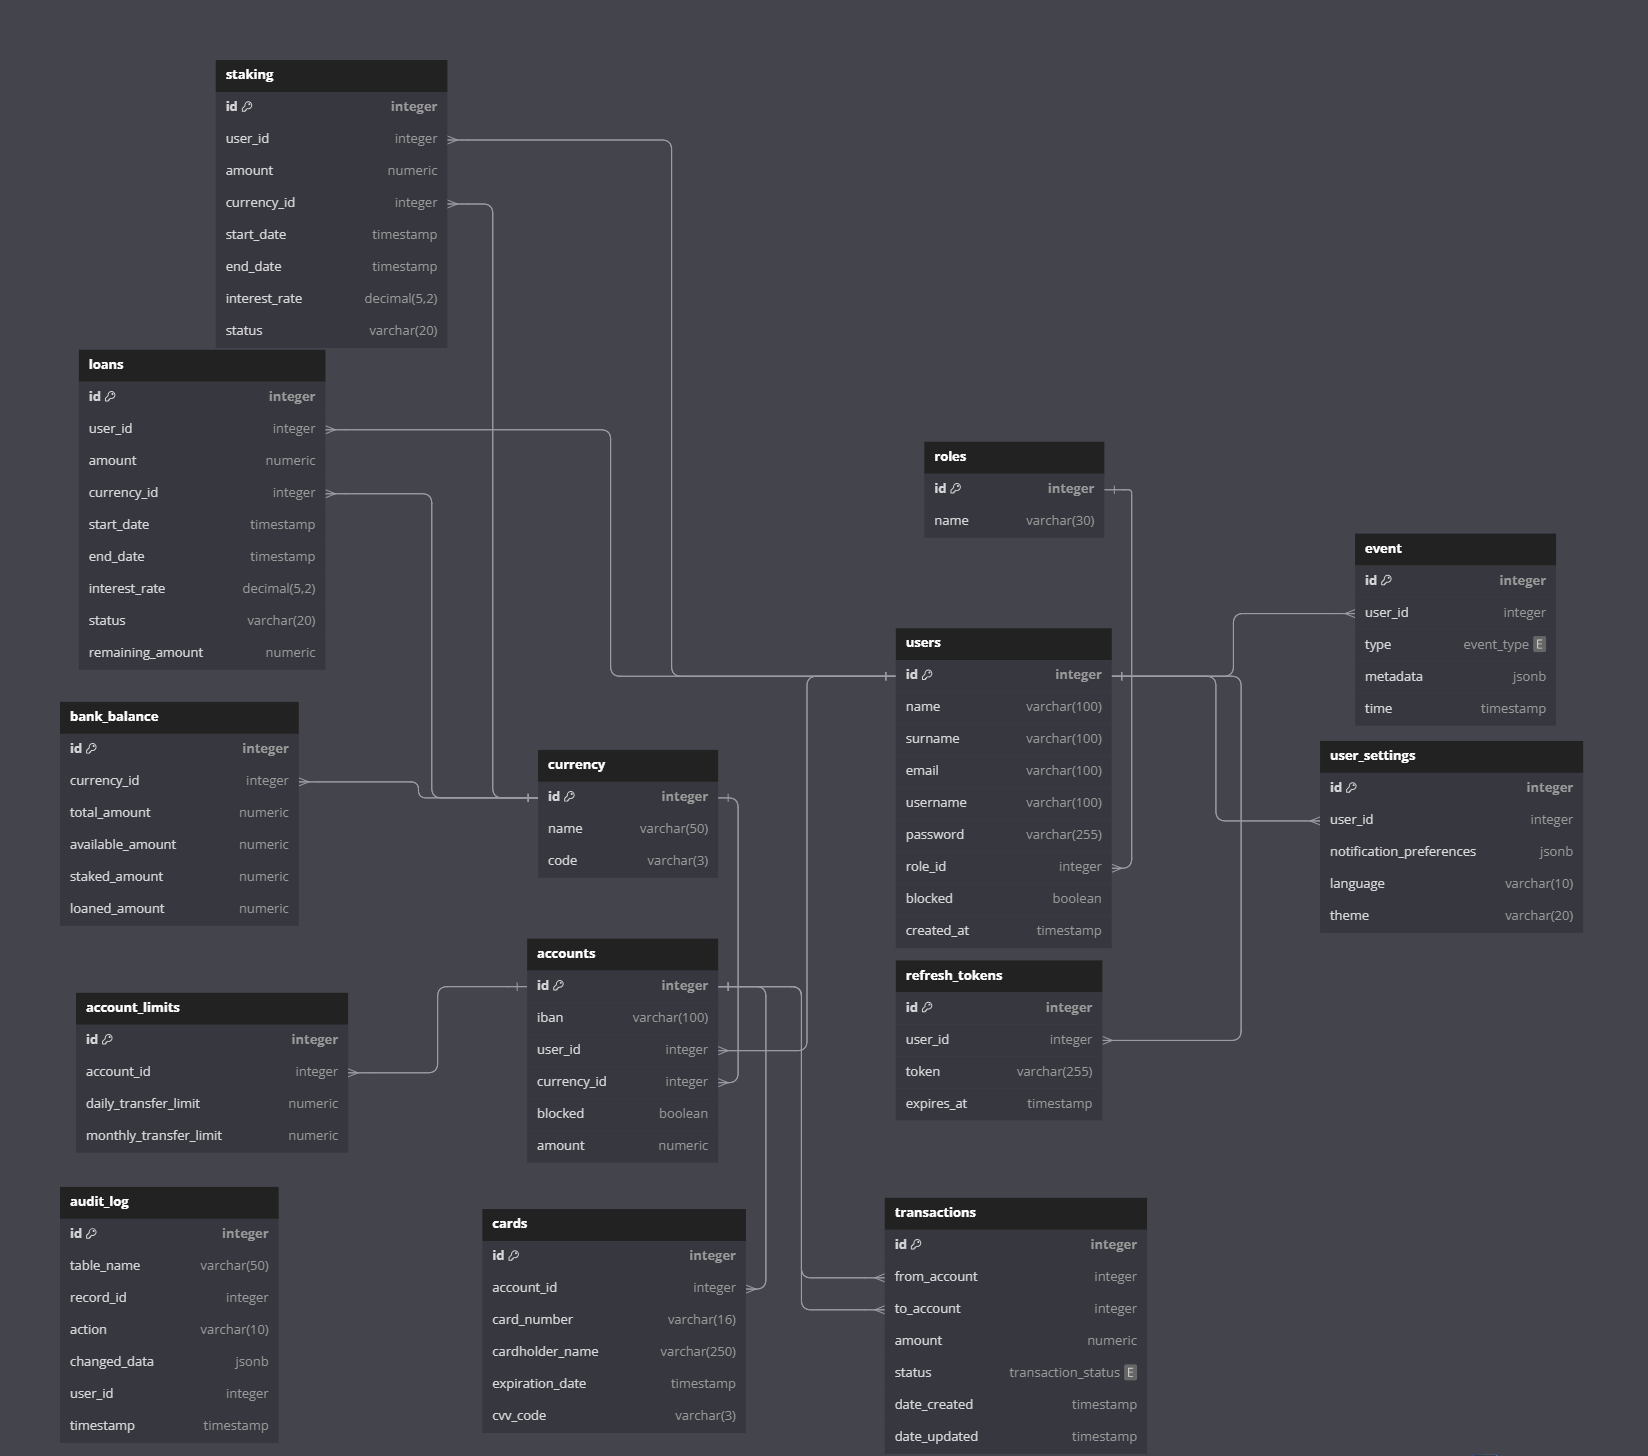 staking
id integer
user_id integer
amount numeric
currency_id integer
start_date timestamp
end_date timestamp
interest_rate decimal(5,2)
status varchar(20)
loans
id integer
user_id integer
amount numeric
currency_id integer
start_date timestamp
end_date timestamp
interest_rate decimal(5,2)
status varchar(20)
remaining_amount numeric
bank_balance
id integer
currency_id integer
total_amount numeric
available_amount numeric
staked_amount numeric
loaned_amount numeric
account_limits
id integer
account_id integer
daily_transfer_limit numeric
monthly_transfer_limit numeric
audit_log
id integer
table_name varchar(50)
record_id integer
action varchar(10)
changed_data jsonb
user_id integer
timestamp timestamp
currency
id integer
name varchar(50)
code varchar(3)
accounts
id integer
iban varchar(100)
user_id integer
currency_id integer
blocked boolean
amount numeric
cards
id integer
account_id integer
card_number varchar(16)
cardholder_name varchar(250)
expiration_date timestamp
cvv_code varchar(3)
roles
id integer
name varchar(30)
users
id integer
name varchar(100)
surname varchar(100)
email varchar(100)
username varchar(100)
password varchar(255)
role_id integer
blocked boolean
created_at timestamp
refresh_tokens
id integer
user_id integer
token varchar(255)
expires_at timestamp
transactions
id integer
from_account integer
to_account integer
amount numeric
status transaction_status E
date_created timestamp
date_updated timestamp
event
id integer
user_id integer
type event_type E
metadata jsonb
time timestamp
user_settings
id integer
user_id integer
notification_preferences jsonb
language varchar(10)
theme varchar(20)